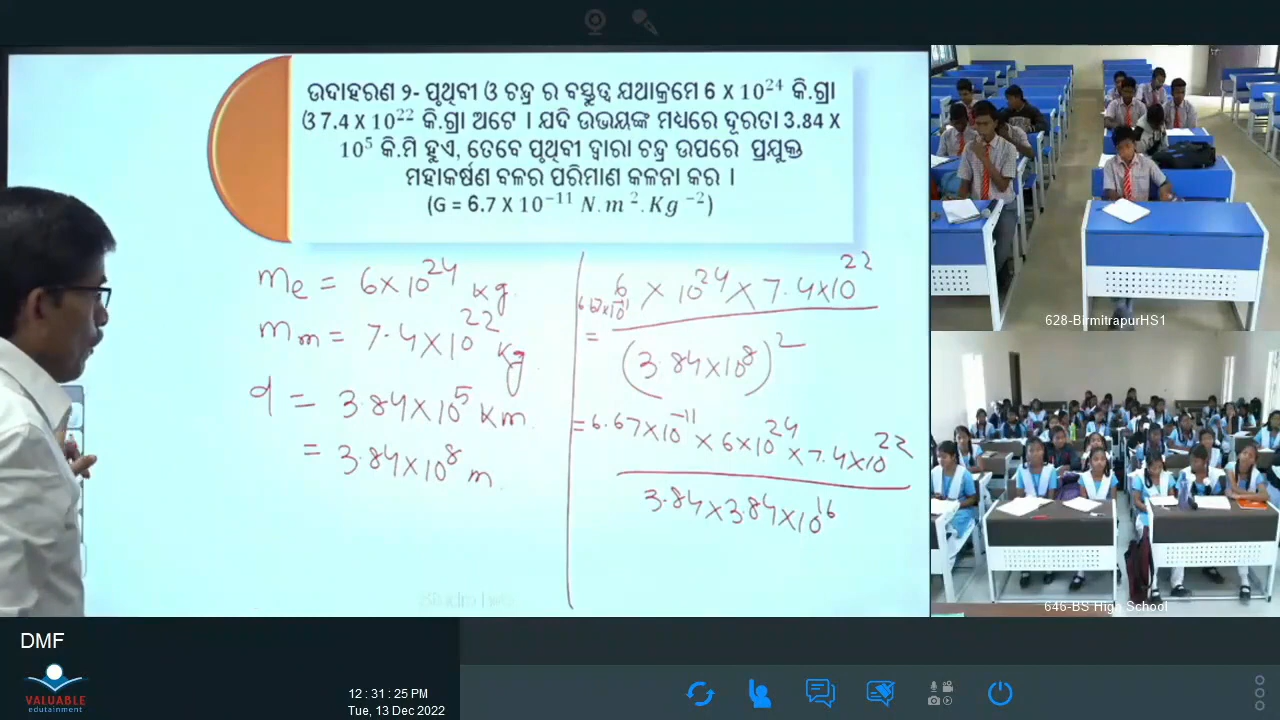 ଉଦାହରଣ ୨- ପୃଥିବୀ ଓ ଚନ୍ଦ୍ର ର ବସ୍ତୁତ୍ୱ ଯଥାକ୍ରମେ 6 X 10²⁴ କି.ଗ୍ରା
ଓ 7.4 X 10²² କି.ଗ୍ରା ଅଟେ । ଯଦି ଉଭୟଙ୍କ ମଧ୍ୟରେ ଦୂରତା 3.84 X
10⁵ କି.ମି ହୁଏ, ତେବେ ପୃଥିବୀ ଦ୍ୱାରା ଚନ୍ଦ୍ର ଉପରେ ପ୍ରଯୁକ୍ତ
ମହାକର୍ଷଣ ବଳର ପରିମାଣ କଳନା କର ।
(G = 6.7 X 10⁻¹¹ N.m².Kg⁻²)
me = 6×10²⁴ kg
mm = 7.4×10²² Kg
d = 3.84×10⁵ Km
= 3.84×10⁸ m
= 6.67×10⁻¹¹ 6 × 10²⁴ × 7.4×10²²
(3.84×10⁸)²
= 6.67×10⁻¹¹ × 6×10²⁴ × 7.4×10²²
3.84×3.84×10¹⁶
628-BirmitrapurHS1
646-BS High School
DMF
VALUABLE
edutainment
12 : 31 : 25 PM
Tue, 13 Dec 2022